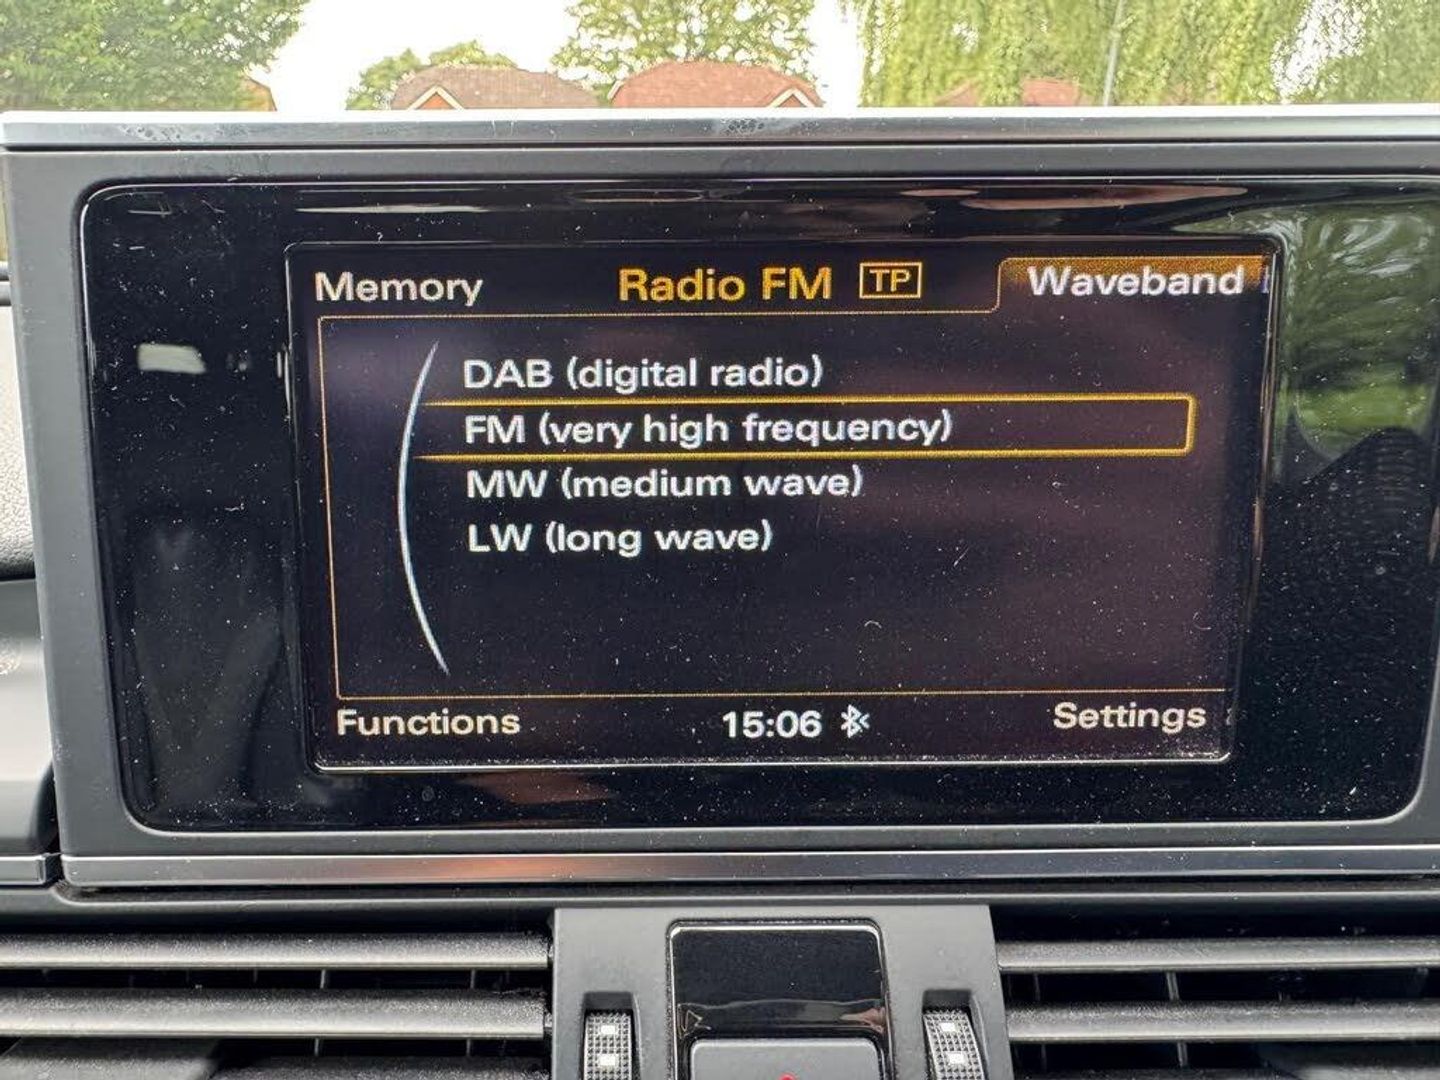 Memory Radio FM TP Waveband
DAB (digital radio)
FM (very high frequency)
MW (medium wave)
LW (long wave)
Functions 15:06 Settings